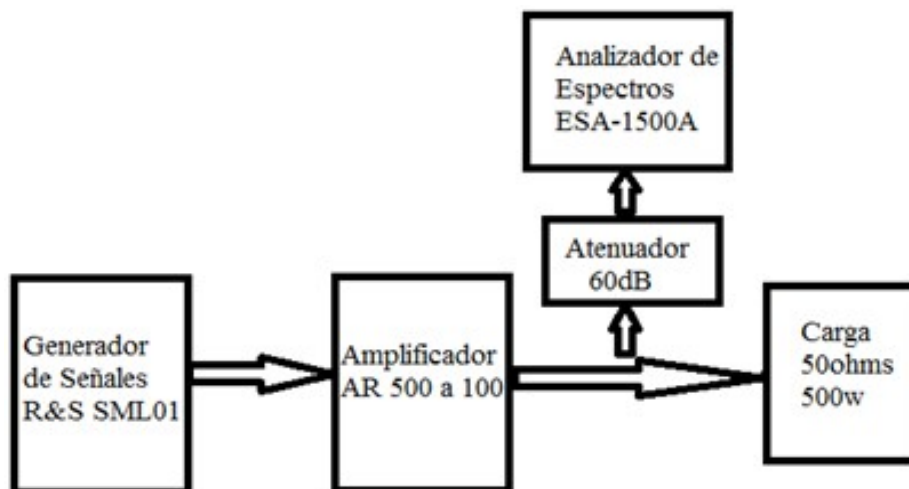 Analizador de
Espectros
ESA-1500A
Atenuador
60dB
Generador
de Señales
R&S SML01
Amplificador
AR 500 a 100
Carga
50ohms
500w